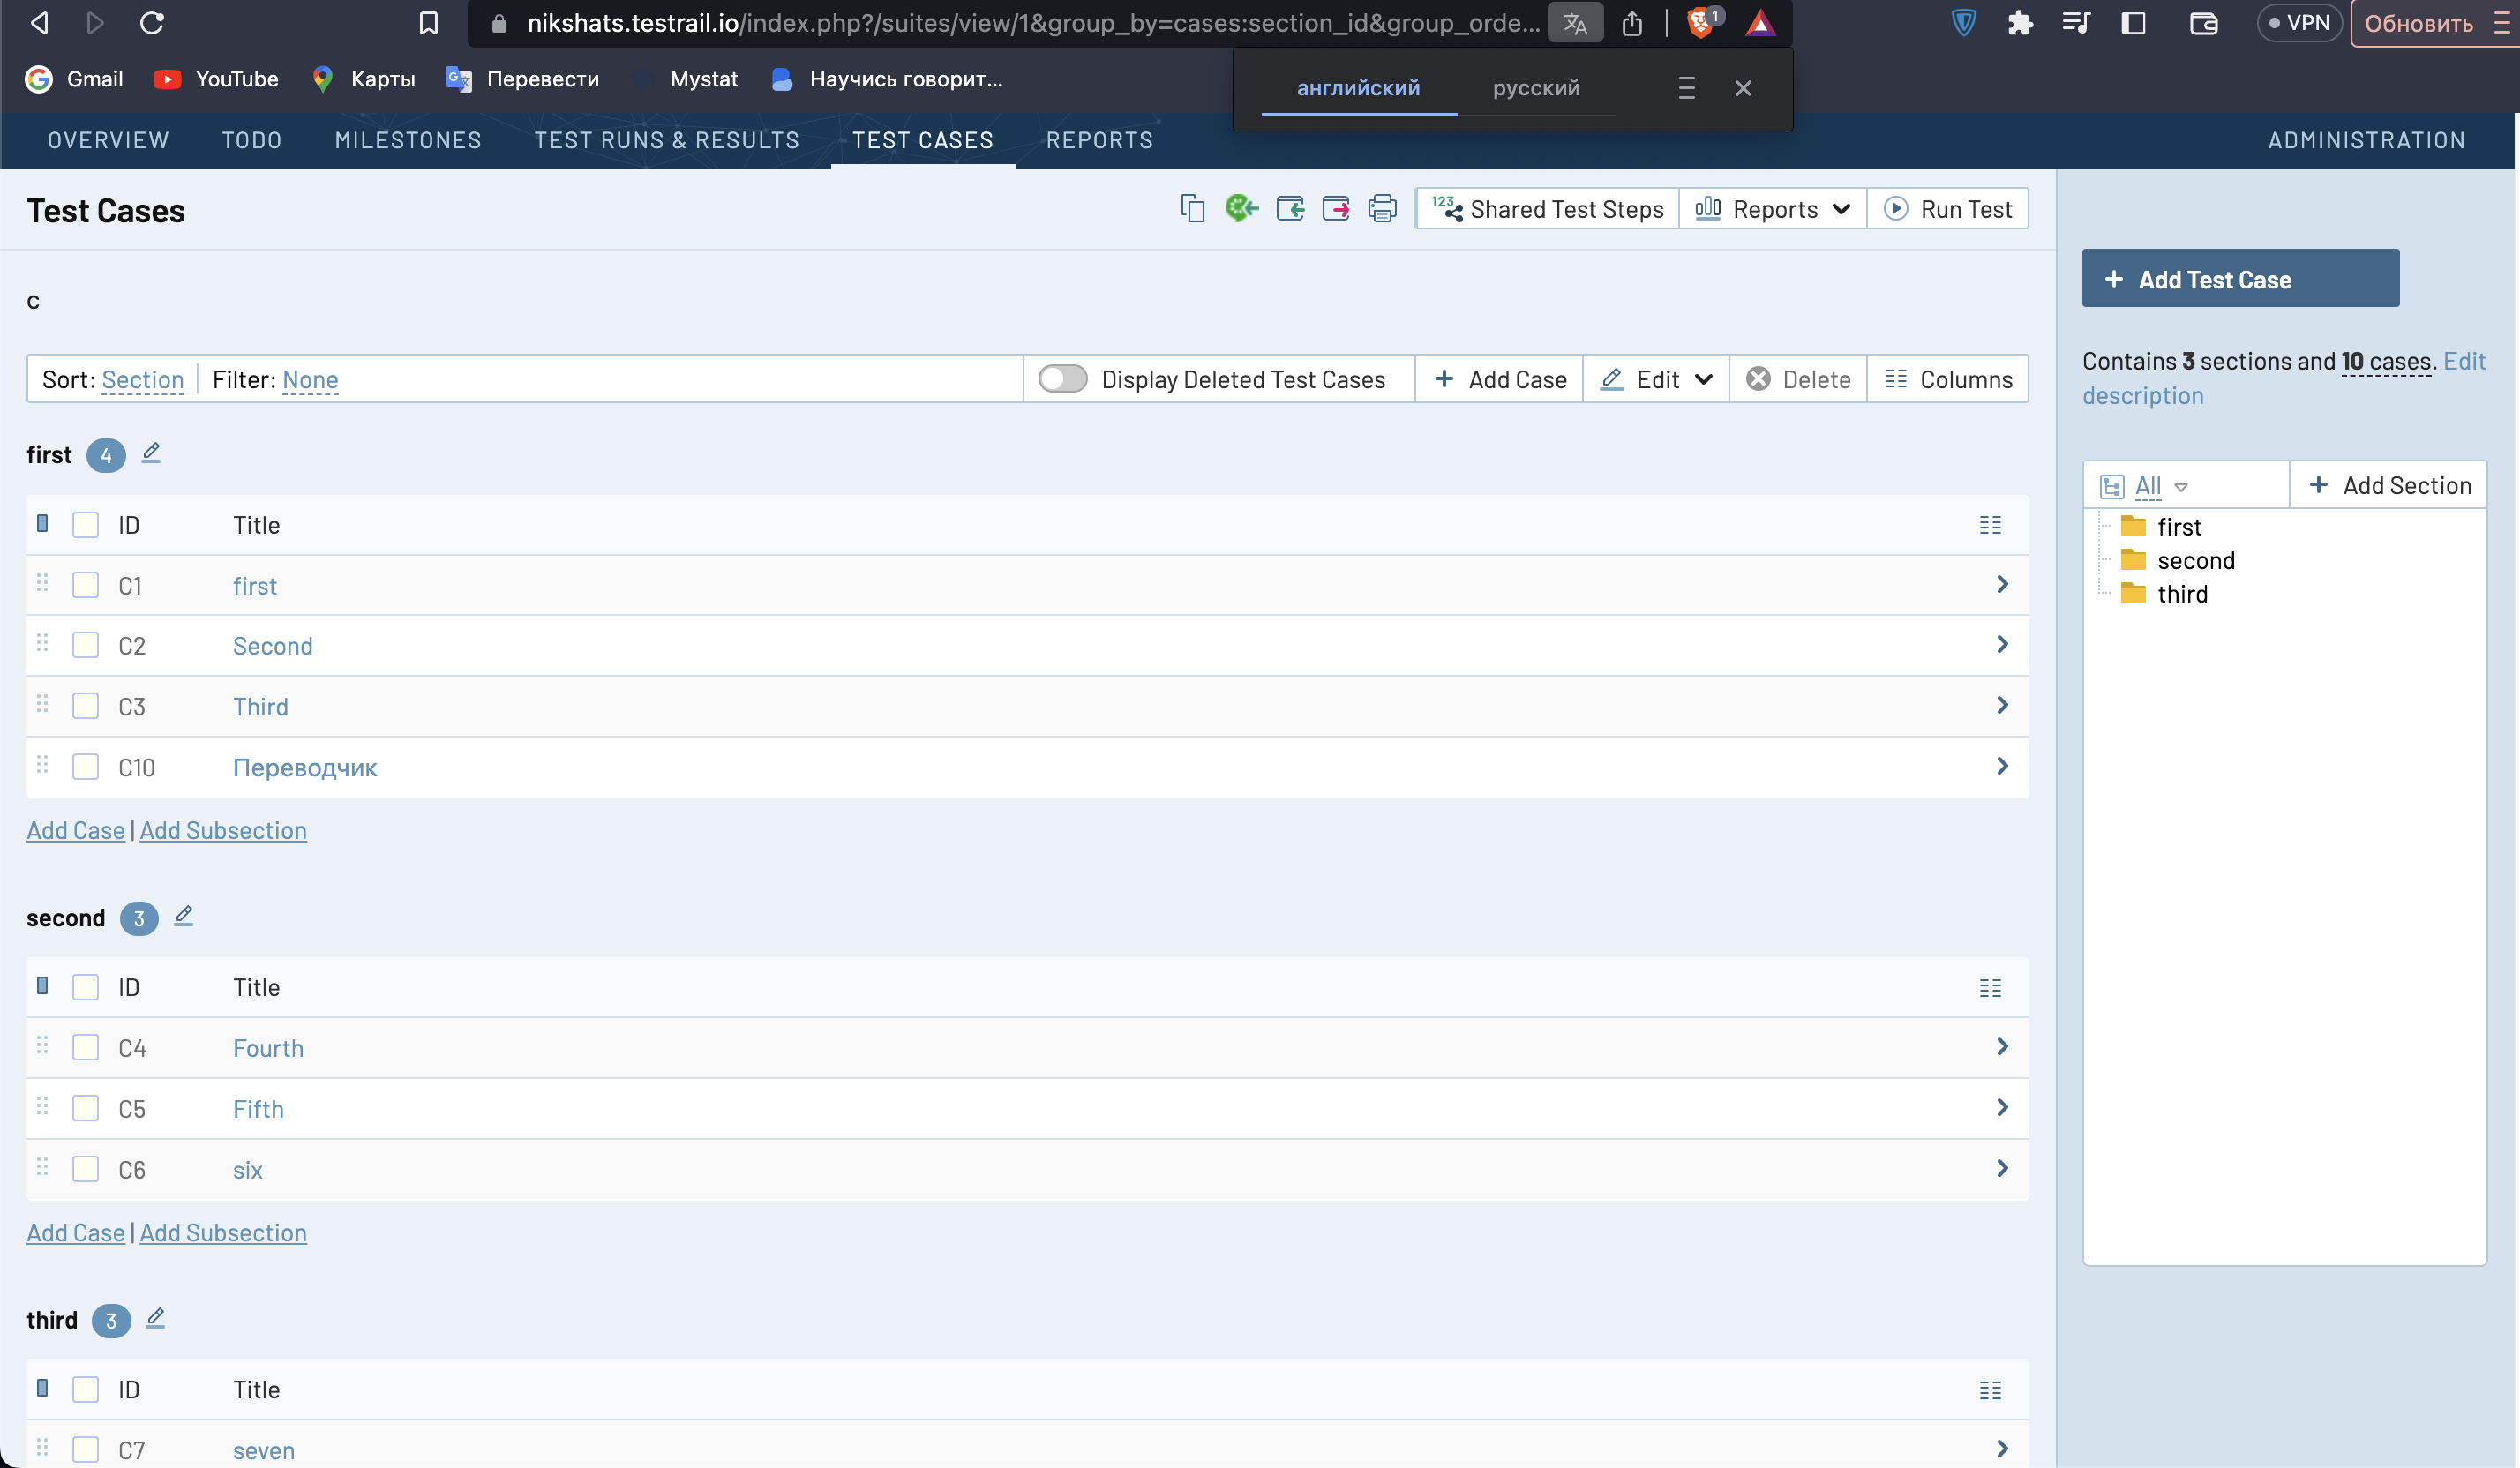 nikshats.testrail.io/index.php?/suites/view/1&group_by=cases:section_id&group_orde...
1
VPN
Обновить
Gmail
YouTube
Карты
Перевести
Mystat
Научись говорит...
английский
русский
OVERVIEW
TODO
MILESTONES
TEST RUNS & RESULTS
TEST CASES
REPORTS
ADMINISTRATION
Test Cases
123 Shared Test Steps
Reports
Run Test
+ Add Test Case
c
Contains 3 sections and 10 cases. Edit
description
Sort: Section
Filter: None
Display Deleted Test Cases
+ Add Case
Edit
Delete
Columns
first 4
All
+ Add Section
first
second
third
ID Title
C1 first
C2 Second
C3 Third
C10 Переводчик
Add Case | Add Subsection
second 3
ID Title
C4 Fourth
C5 Fifth
C6 six
Add Case | Add Subsection
third 3
ID Title
C7 seven